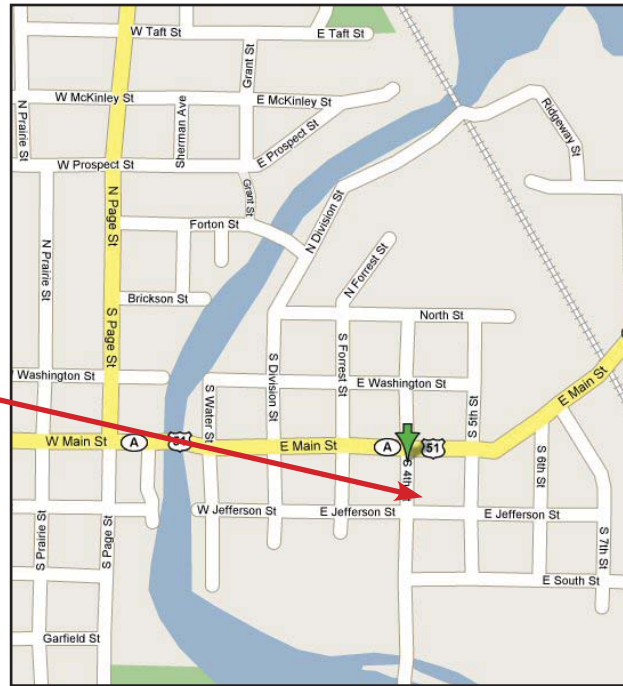 W Taft St
E Taft St
Grant St
W McKinley St
E McKinley St
N Prairie St
Sherman Ave
Ridgeway St
E Prospect St
W Prospect St
Grant St
N Page St
Forton St
N Division St
N Prairie St
N Forrest St
Brickson St
North St
S Page St
S Division St
S Forrest St
Washington St
E Washington St
S Water St
S 5th St
E Main St
W Main St
A
51
E Main St
A
51
S 4th St
S 6th St
W Jefferson St
E Jefferson St
E Jefferson St
S Prairie St
S Page St
S 7th St
E South St
Garfield St